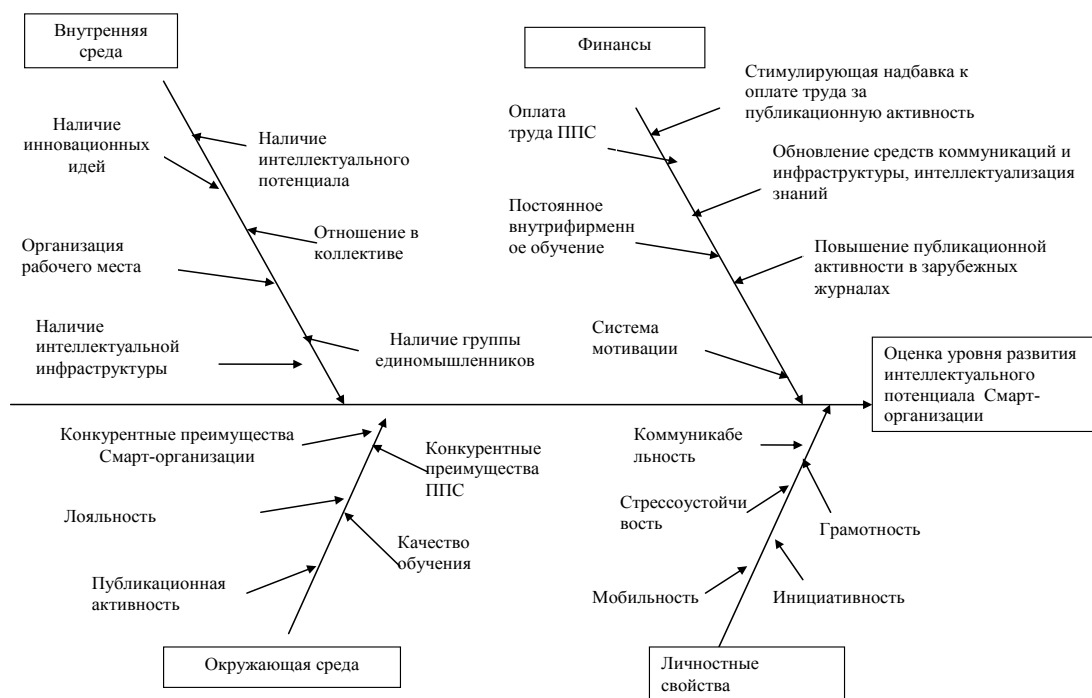 Внутренняя
среда
Наличие
инновационных
идей
Наличие
интеллектуального
потенциала
Организация
рабочего места
Отношение в
коллективе
Наличие
интеллектуальной
инфраструктуры
Наличие группы
единомышленников
Финансы
Оплата
труда ППС
Стимулирующая надбавка к
оплате труда за
публикационную активность
Обновление средств коммуникаций и
инфраструктуры, интеллектуализация
знаний
Постоянное
внутрифирменн
ое обучение
Повышение публикационной
активности в зарубежных
журналах
Система
мотивации
Оценка уровня развития
интеллектуального
потенциала Смарт-
организации
Конкурентные преимущества
Смарт-организации
Конкурентные
преимущества
ППС
Лояльность
Качество
обучения
Публикационная
активность
Окружающая среда
Коммуникабе
льность
Стрессоустойчи
вость
Грамотность
Мобильность
Инициативность
Личностные
свойства